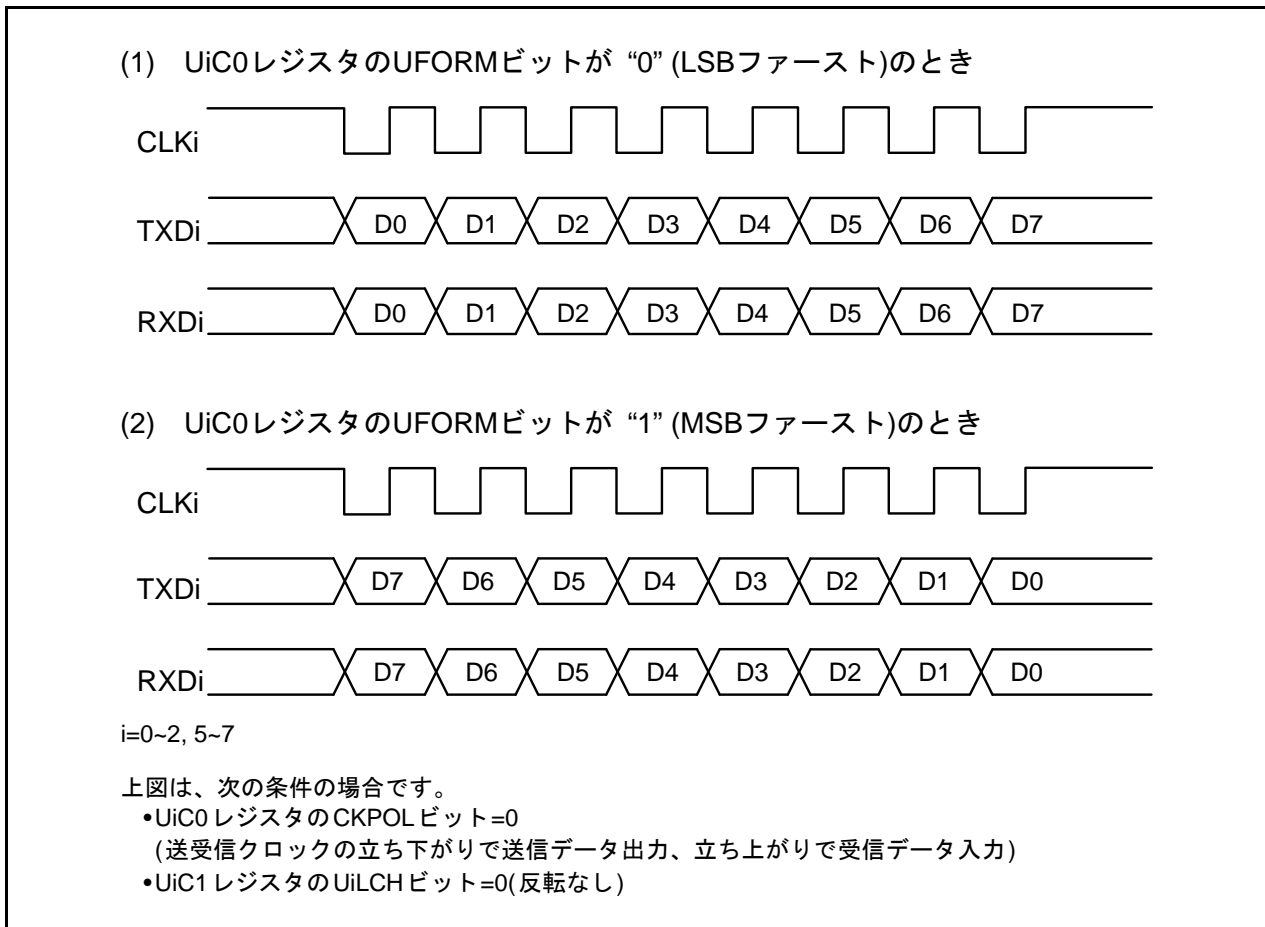 (1) UiC0レジスタのUFORMビットが “0” (LSBファースト)のとき
CLKi
TXDi D0 D1 D2 D3 D4 D5 D6 D7
RXDi D0 D1 D2 D3 D4 D5 D6 D7
(2) UiC0レジスタのUFORMビットが “1” (MSBファースト)のとき
CLKi
TXDi D7 D6 D5 D4 D3 D2 D1 D0
RXDi D7 D6 D5 D4 D3 D2 D1 D0
i=0~2, 5~7
上図は、次の条件の場合です。
•UiC0レジスタのCKPOLビット=0
(送受信クロックの立ち下がりで送信データ出力、立ち上がりで受信データ入力)
•UiC1レジスタのUiLCHビット=0(反転なし)